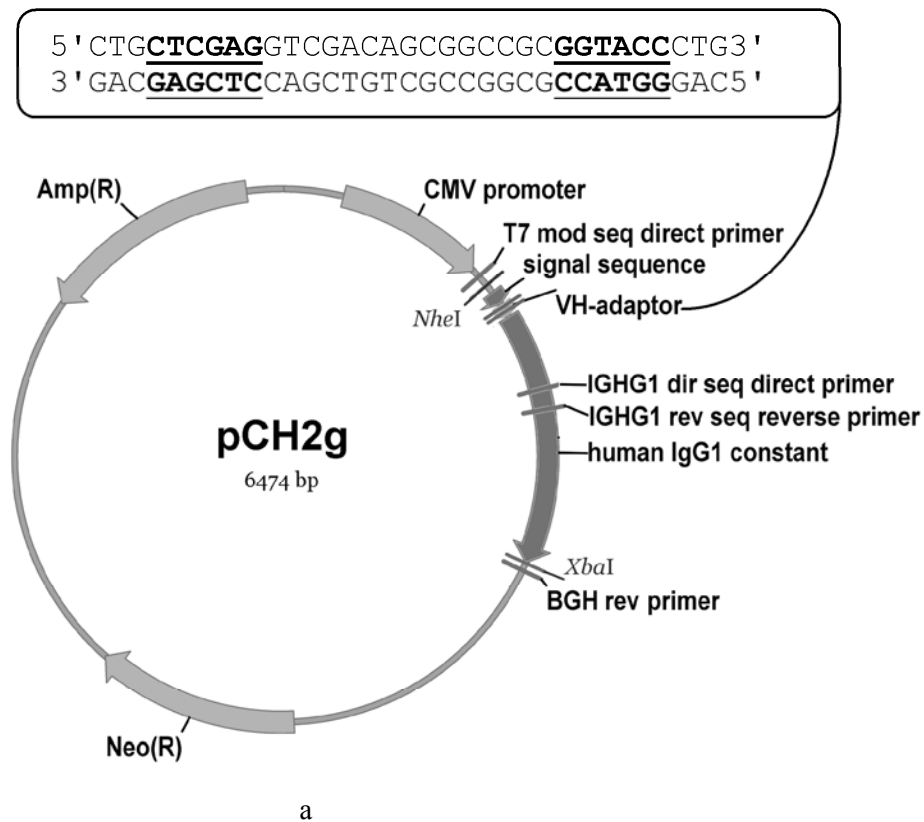 5'CTGCTCGAGGTCGACAGCGGCCGCGGTACCCTG3'
3'GACGAGCTCCAGCTGTCGCCGGCGCCATGGGAC5'
Amp(R)
CMV promoter
T7 mod seq direct primer
signal sequence
VH-adaptor
NheI
IGHG1 dir seq direct primer
IGHG1 rev seq reverse primer
human IgG1 constant
pCH2g
6474 bp
XbaI
BGH rev primer
Neo(R)
a